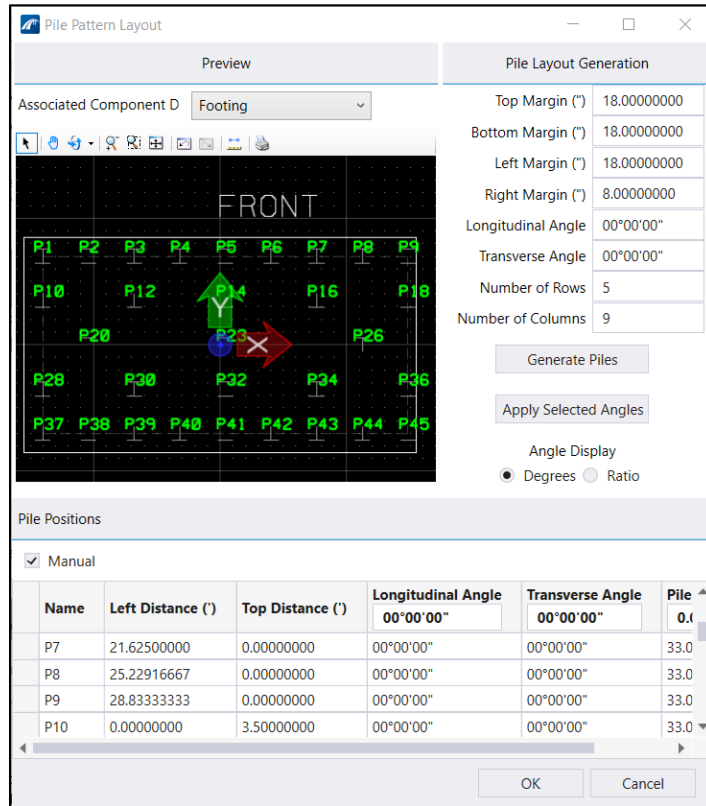 Pile Pattern Layout
Preview
Pile Layout Generation
Associated Component D Footing
Top Margin (") 18.00000000
Bottom Margin (") 18.00000000
Left Margin (") 18.00000000
Right Margin (") 8.00000000
Longitudinal Angle 00°00'00"
Transverse Angle 00°00'00"
Number of Rows 5
Number of Columns 9
Generate Piles
Apply Selected Angles
Angle Display
Degrees Ratio
FRONT
P1 P2 P3 P4 P5 P6 P7 P8 P9
P10 P12 P14 P16 P18
Y
P20 P23 X P26
P28 P30 P32 P34 P36
P37 P38 P39 P40 P41 P42 P43 P44 P45
Pile Positions
Manual
Name Left Distance (') Top Distance (') Longitudinal Angle Transverse Angle Pile
00°00'00" 00°00'00" 0.0
P7 21.62500000 0.00000000 00°00'00" 00°00'00" 33.0
P8 25.22916667 0.00000000 00°00'00" 00°00'00" 33.0
P9 28.83333333 0.00000000 00°00'00" 00°00'00" 33.0
P10 0.00000000 3.50000000 00°00'00" 00°00'00" 33.0
OK Cancel